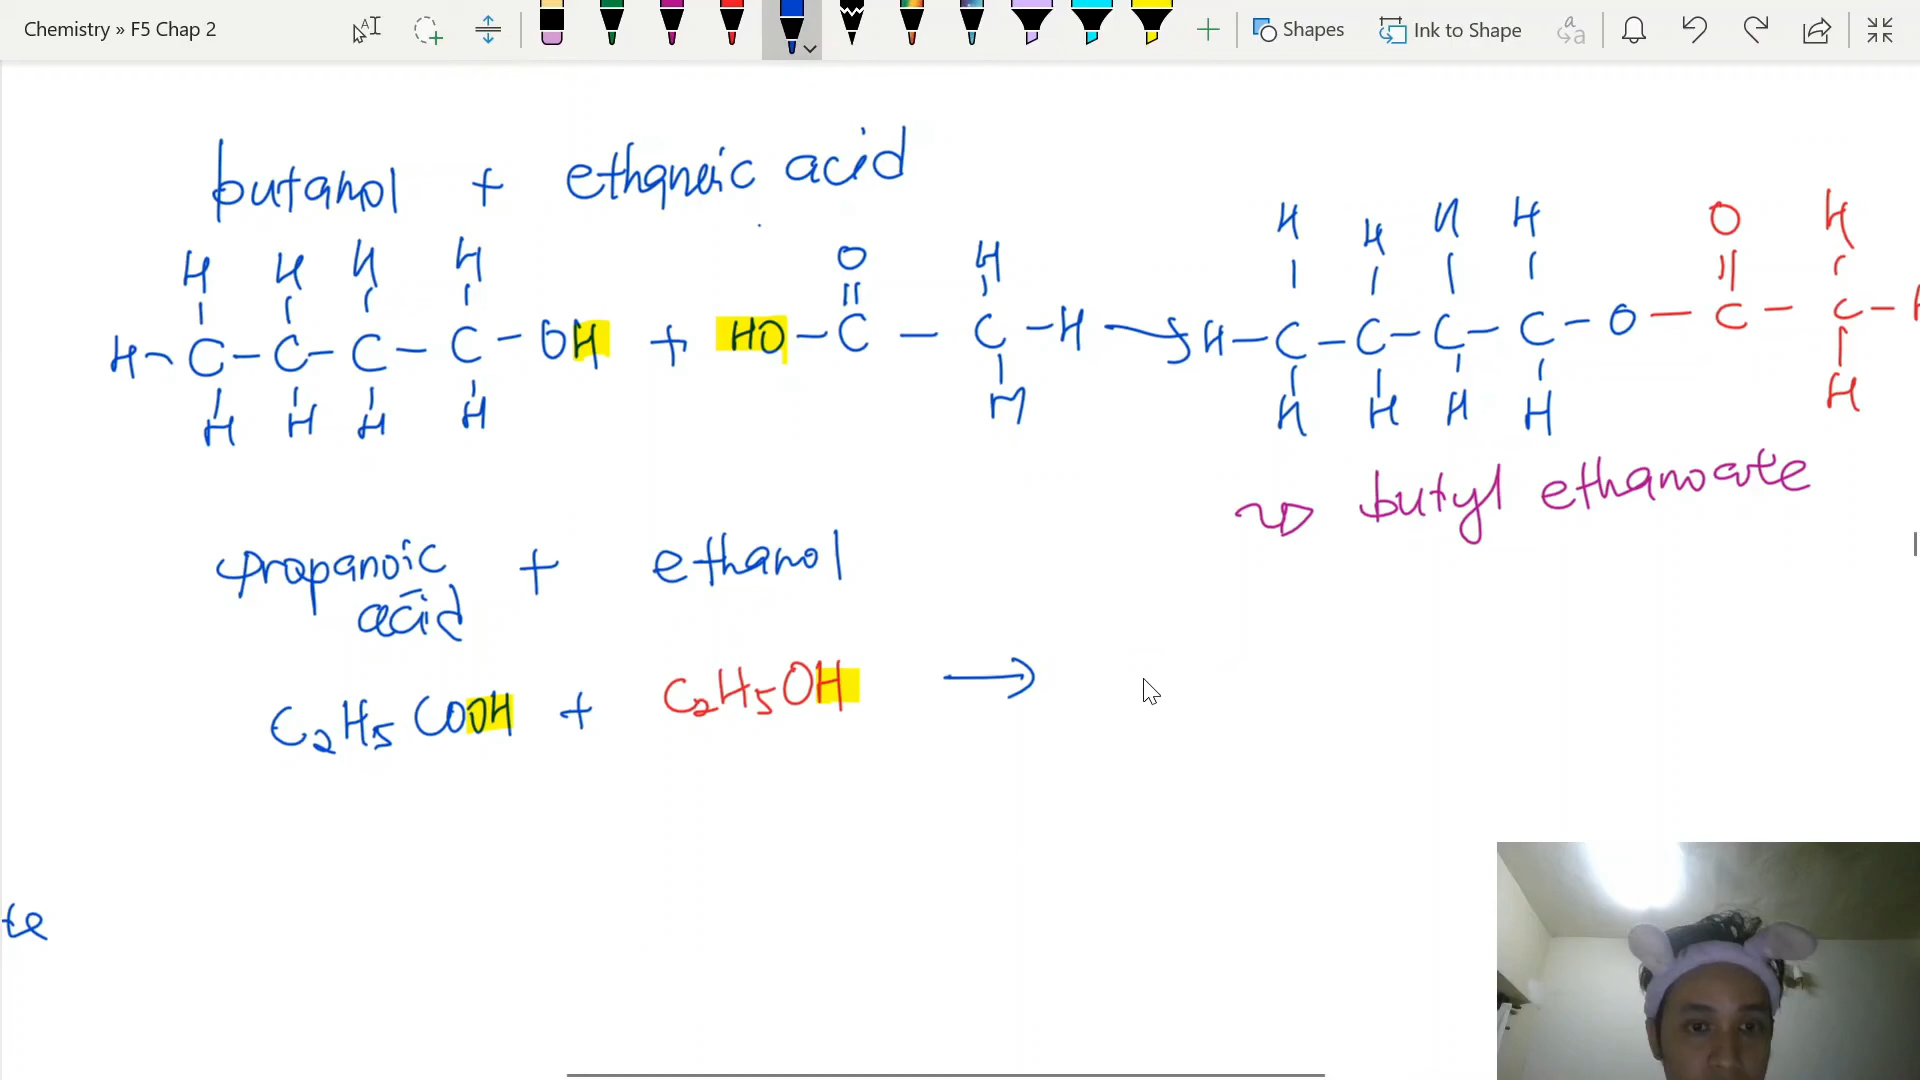 Chemistry » F5 Chap 2
Shapes
Ink to Shape
butanol + ethanoic acid
H H H H O H H H H H O H
H - C - C - C - C - OH + HO - C - C - H → H - C - C - C - C - O - C - C - H
H H H H H H H H H H
butyl ethanoate
propanoic acid + ethanol
C2H5COOH + C2H5OH →
te